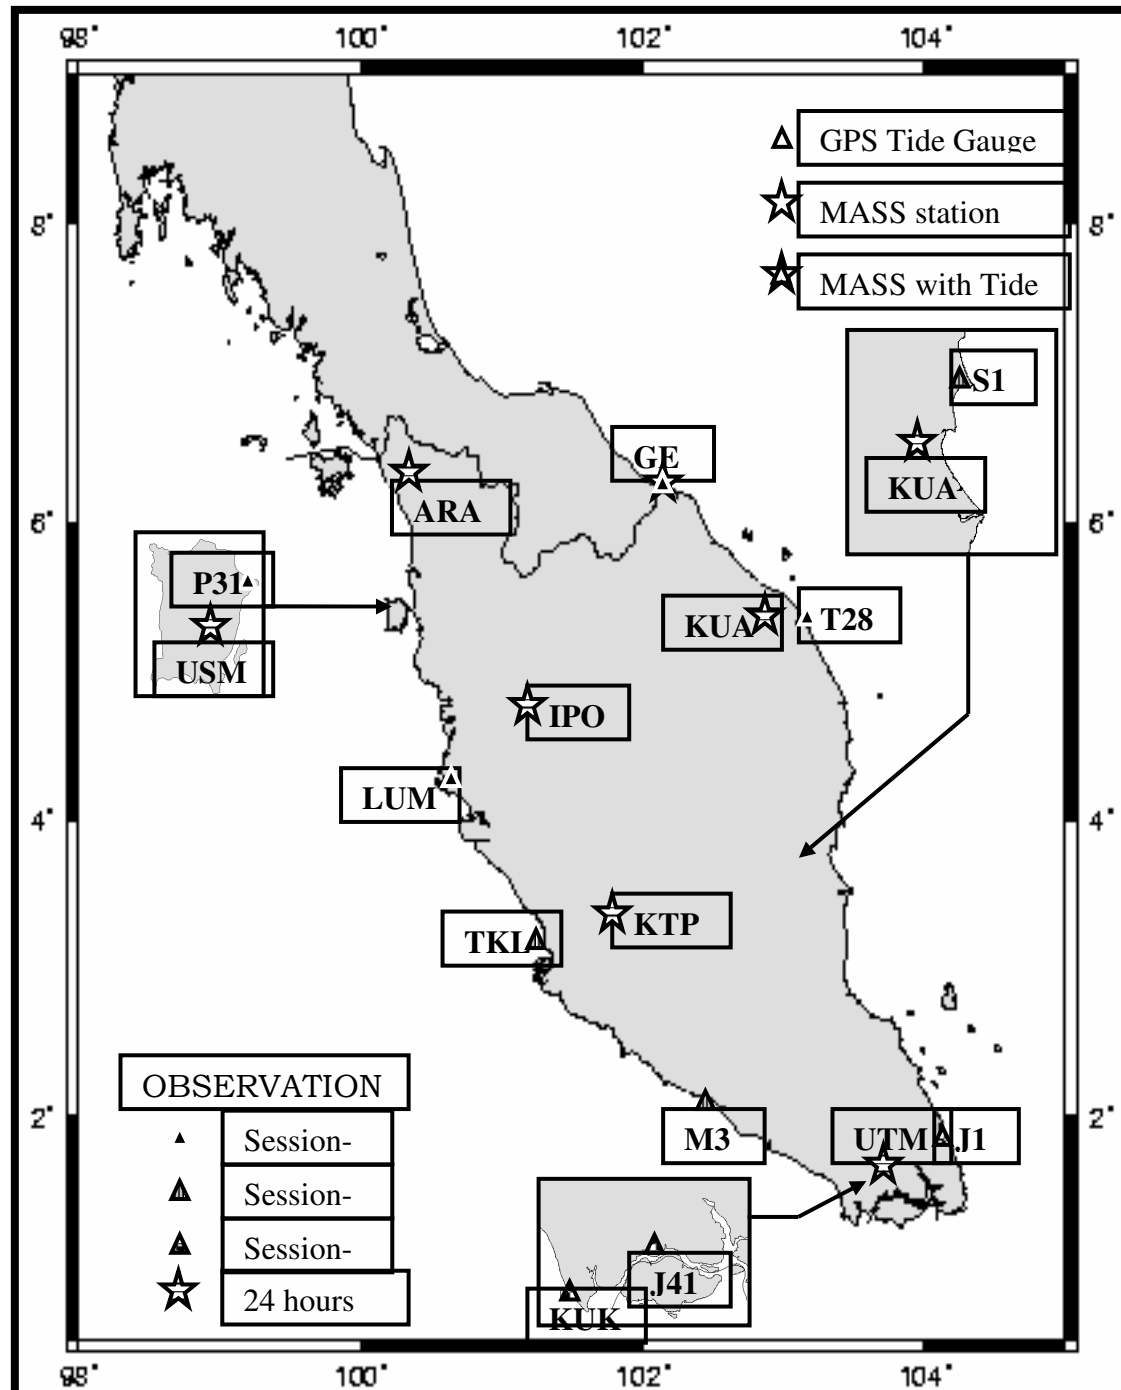 98° 100° 102° 104°
GPS Tide Gauge
MASS station
MASS with Tide
8° 8°
S1
KUA
GE
ARA
6° 6°
P31
USM
KUA
T28
IPO
LUM
4° 4°
KTP
TKL
OBSERVATION
Session-
Session-
Session-
24 hours
2° 2°
M3
UTM
J1
J41
KUK
98° 100° 102° 104°